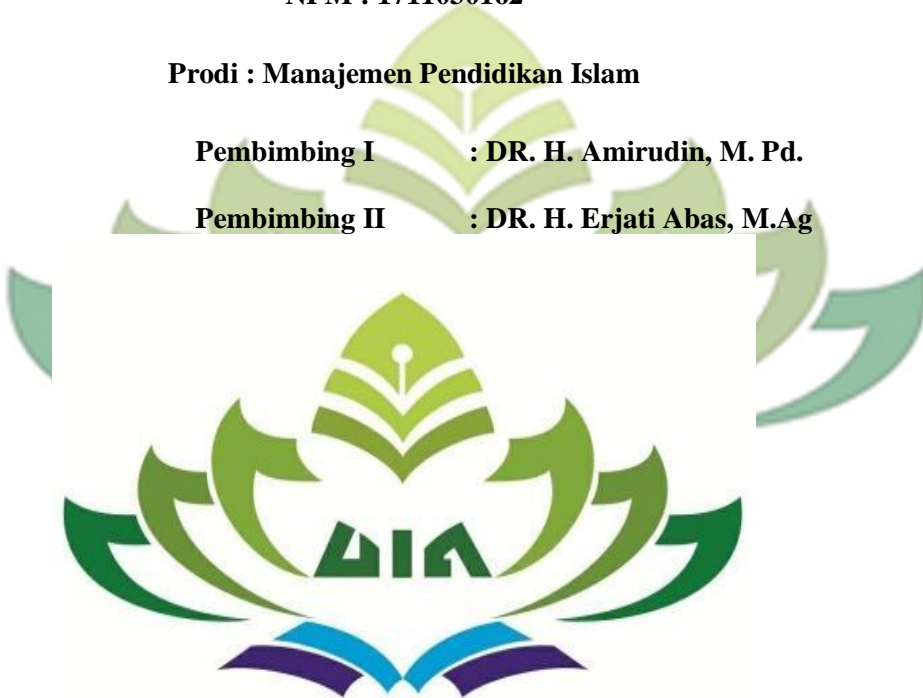 Prodi : Manajemen Pendidikan Islam
Pembimbing I : DR. H. Amirudin, M. Pd.
Pembimbing II : DR. H. Erjati Abas, M.Ag
UIN